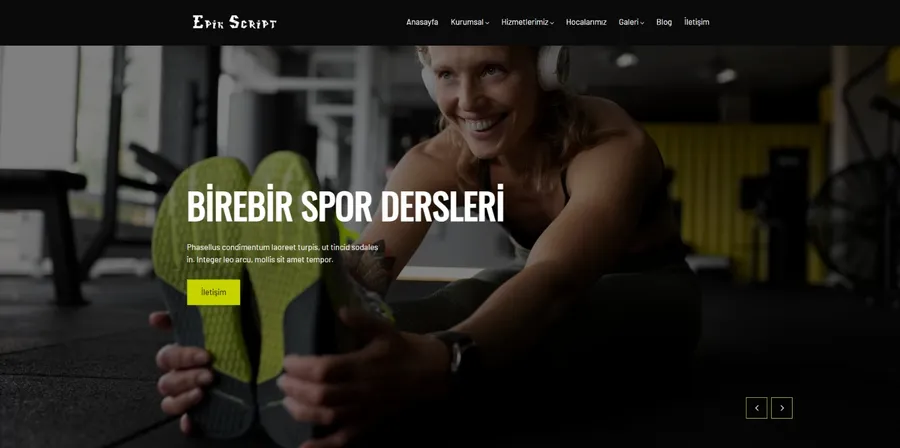 Epik Script
Anasayfa Kurumsal Hizmetlerimiz Hocalarımız Galeri Blog İletişim
BİREBİR SPOR DERSLERİ
Phasellus condimentum laoreet turpis, ut tincid sodales
in. Integer leo arcu, mollis sit amet tempor.
İletişim